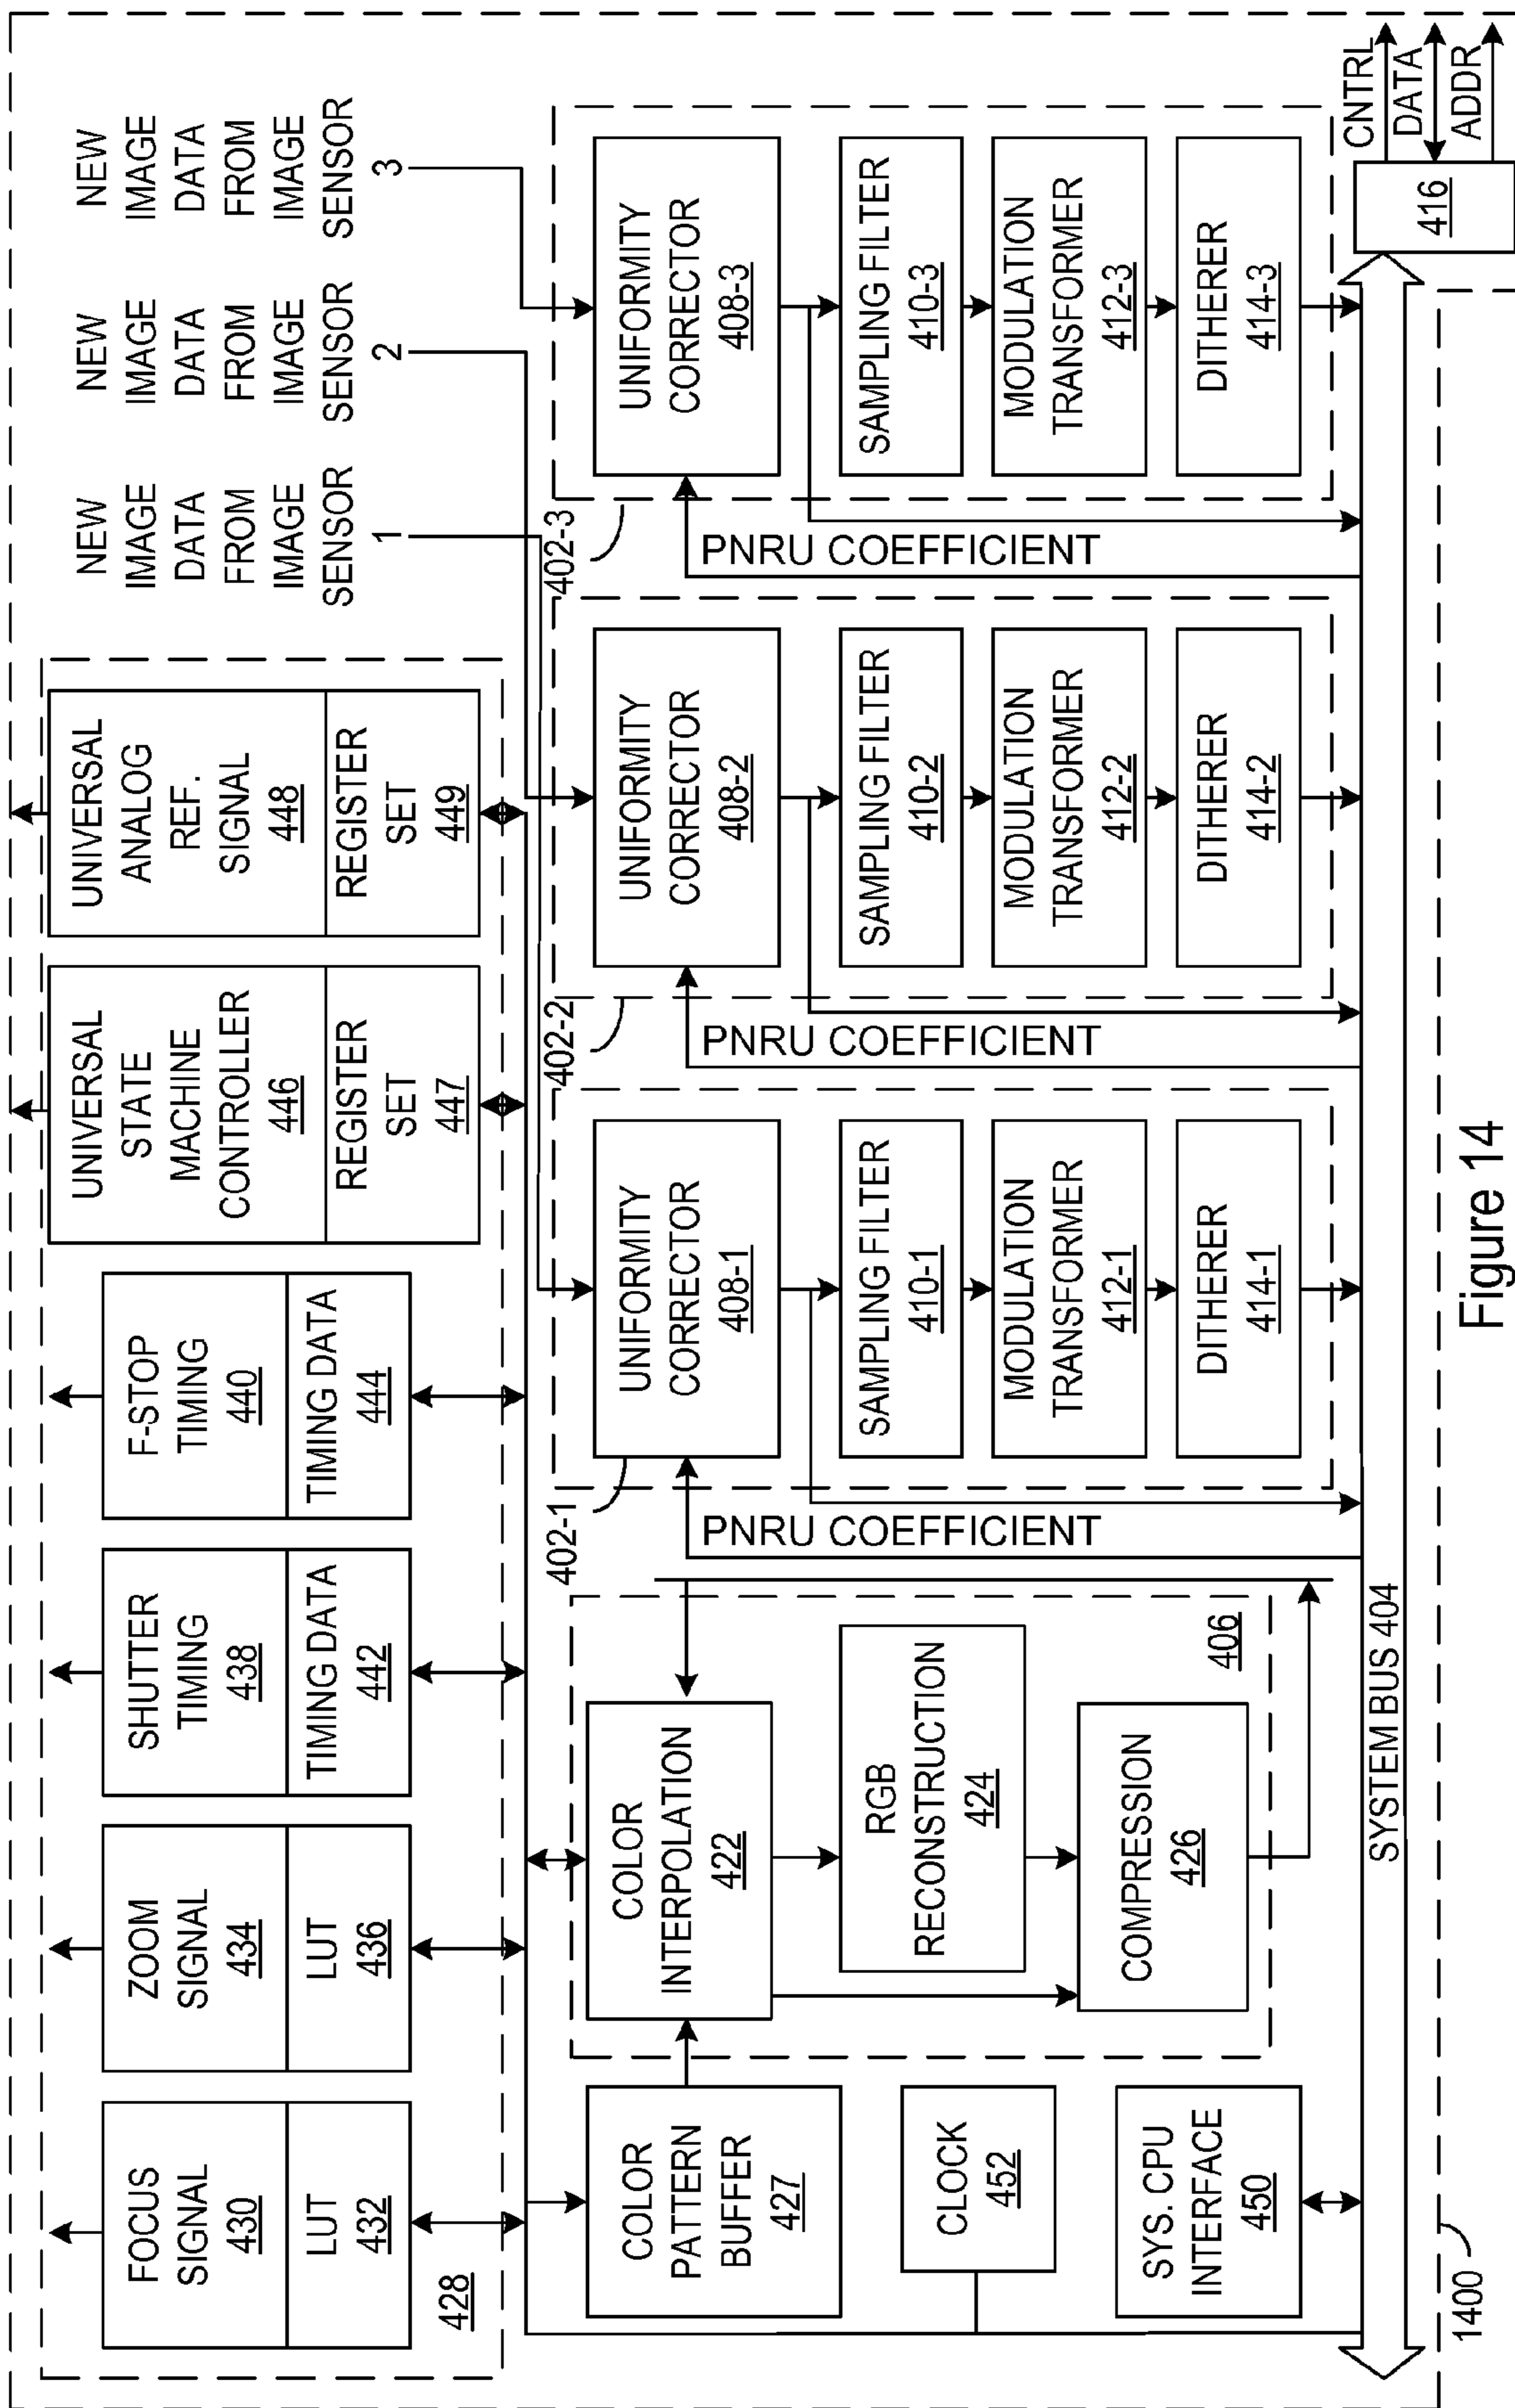 FOCUS
SIGNAL
430
LUT
432
ZOOM
SIGNAL
434
LUT
436
SHUTTER
TIMING
438
TIMING DATA
442
F-STOP
TIMING
440
TIMING DATA
444
UNIVERSAL
STATE
MACHINE
CONTROLLER
446
REGISTER
SET
447
UNIVERSAL
ANALOG
REF.
SIGNAL
448
REGISTER
SET
449
428
NEW
IMAGE
DATA
FROM
IMAGE
SENSOR
1
NEW
IMAGE
DATA
FROM
IMAGE
SENSOR
2
NEW
IMAGE
DATA
FROM
IMAGE
SENSOR
3
COLOR
PATTERN
BUFFER
427
CLOCK
452
SYS. CPU
INTERFACE
450
COLOR
INTERPOLATION
422
RGB
RECONSTRUCTION
424
COMPRESSION
426
406
402-1
PNRU COEFFICIENT
UNIFORMITY
CORRECTOR
408-1
SAMPLING FILTER
410-1
MODULATION
TRANSFORMER
412-1
DITHERER
414-1
402-2
PNRU COEFFICIENT
UNIFORMITY
CORRECTOR
408-2
SAMPLING FILTER
410-2
MODULATION
TRANSFORMER
412-2
DITHERER
414-2
402-3
PNRU COEFFICIENT
UNIFORMITY
CORRECTOR
408-3
SAMPLING FILTER
410-3
MODULATION
TRANSFORMER
412-3
DITHERER
414-3
SYSTEM BUS 404
416
CNTRL
DATA
ADDR
1400
Figure 14